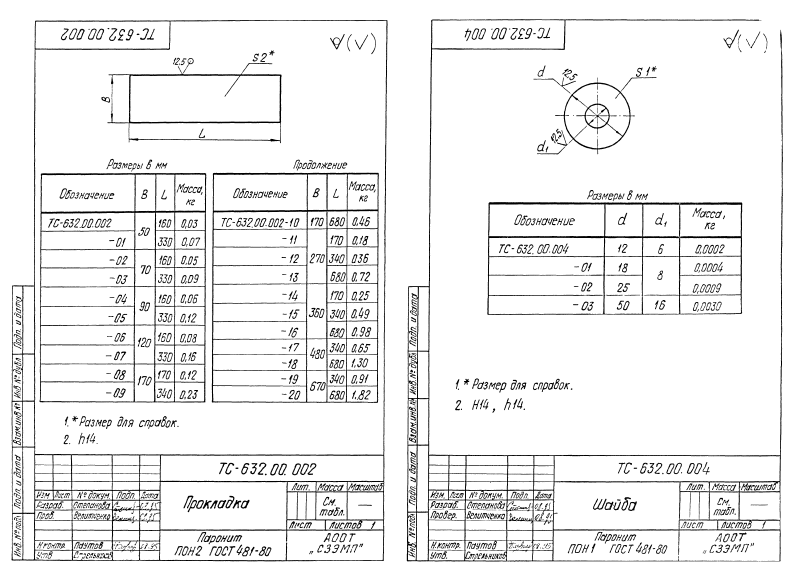 ТС-632.00.002
√(√)
12,5
S2*
B
L
Размеры в мм
Продолжение
Обозначение B L Масса, кг
Обозначение B L Масса, кг
ТС-632.00.002 50 160 0,03
-01 330 0,07
-02 70 160 0,05
-03 330 0,09
-04 90 160 0,06
-05 330 0,12
-06 120 160 0,08
-07 330 0,16
-08 170 170 0,12
-09 340 0,23
ТС-632.00.002-10 170 680 0,46
-11 270 170 0,18
-12 340 0,36
-13 680 0,72
-14 360 170 0,25
-15 340 0,49
-16 680 0,98
-17 480 340 0,65
-18 680 1,30
-19 670 340 0,91
-20 680 1,82
1.* Размер для справок.
2. h14.
Подп. и дата
Инв. № дубл
Взам.инв.№
Подп. и дата
Инв. № подл
ТС-632.00.002
Лит. Масса Масштаб
Изм Лист № докум. Подп. Дата
Разраб. Степанова
Пров. Велитченко
Прокладка
См. табл. —
Лист Листов 1
Н.контр. Паутов
Утв. Стрельников
Паронит
ПОН2 ГОСТ 481-80
АООТ
„СЗЭМП"
ТС-632.00.004
√(√)
d
12,5
S1*
d₁
12,5
Размеры в мм
Обозначение d d₁ Масса, кг
ТС-632.00.004 12 6 0,0002
-01 18 8 0,0004
-02 25 0,0009
-03 50 16 0,0030
1.* Размер для справок.
2. H14, h14.
Подп. и дата
Инв. № дубл
Взам.инв.№
Подп. и дата
Инв. № подл
ТС-632.00.004
Лит. Масса Масштаб
Изм. Лист № докум. Подп. Дата
Разраб. Степанова
Провер. Велитченко
Шайба
См. табл. —
Лист Листов 1
Н.контр. Паутов
Утв. Стрельников
Паронит
ПОН1 ГОСТ 481-80
АООТ
„СЗЭМП"